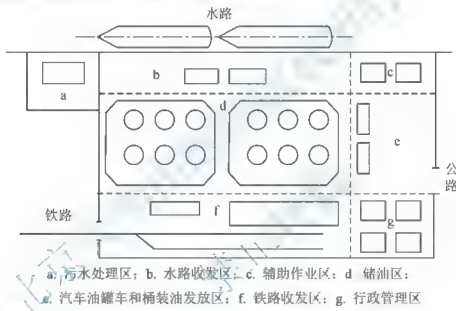 水路
b
c
a
d
e
公
路
f
g
铁路
a. 污水处理区；b. 水路收发区；c. 辅助作业区；d 储油区；
e. 汽车油罐车和桶装油发放区；f. 铁路收发区；g. 行政管理区